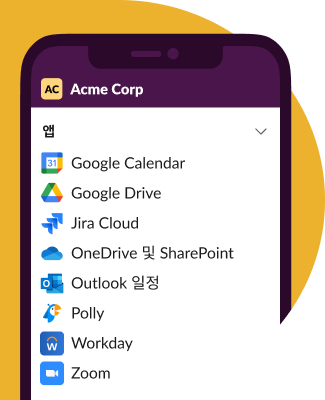 AC Acme Corp
앱
31 Google Calendar
Google Drive
Jira Cloud
OneDrive 및 SharePoint
O Outlook 일정
Polly
W Workday
Zoom